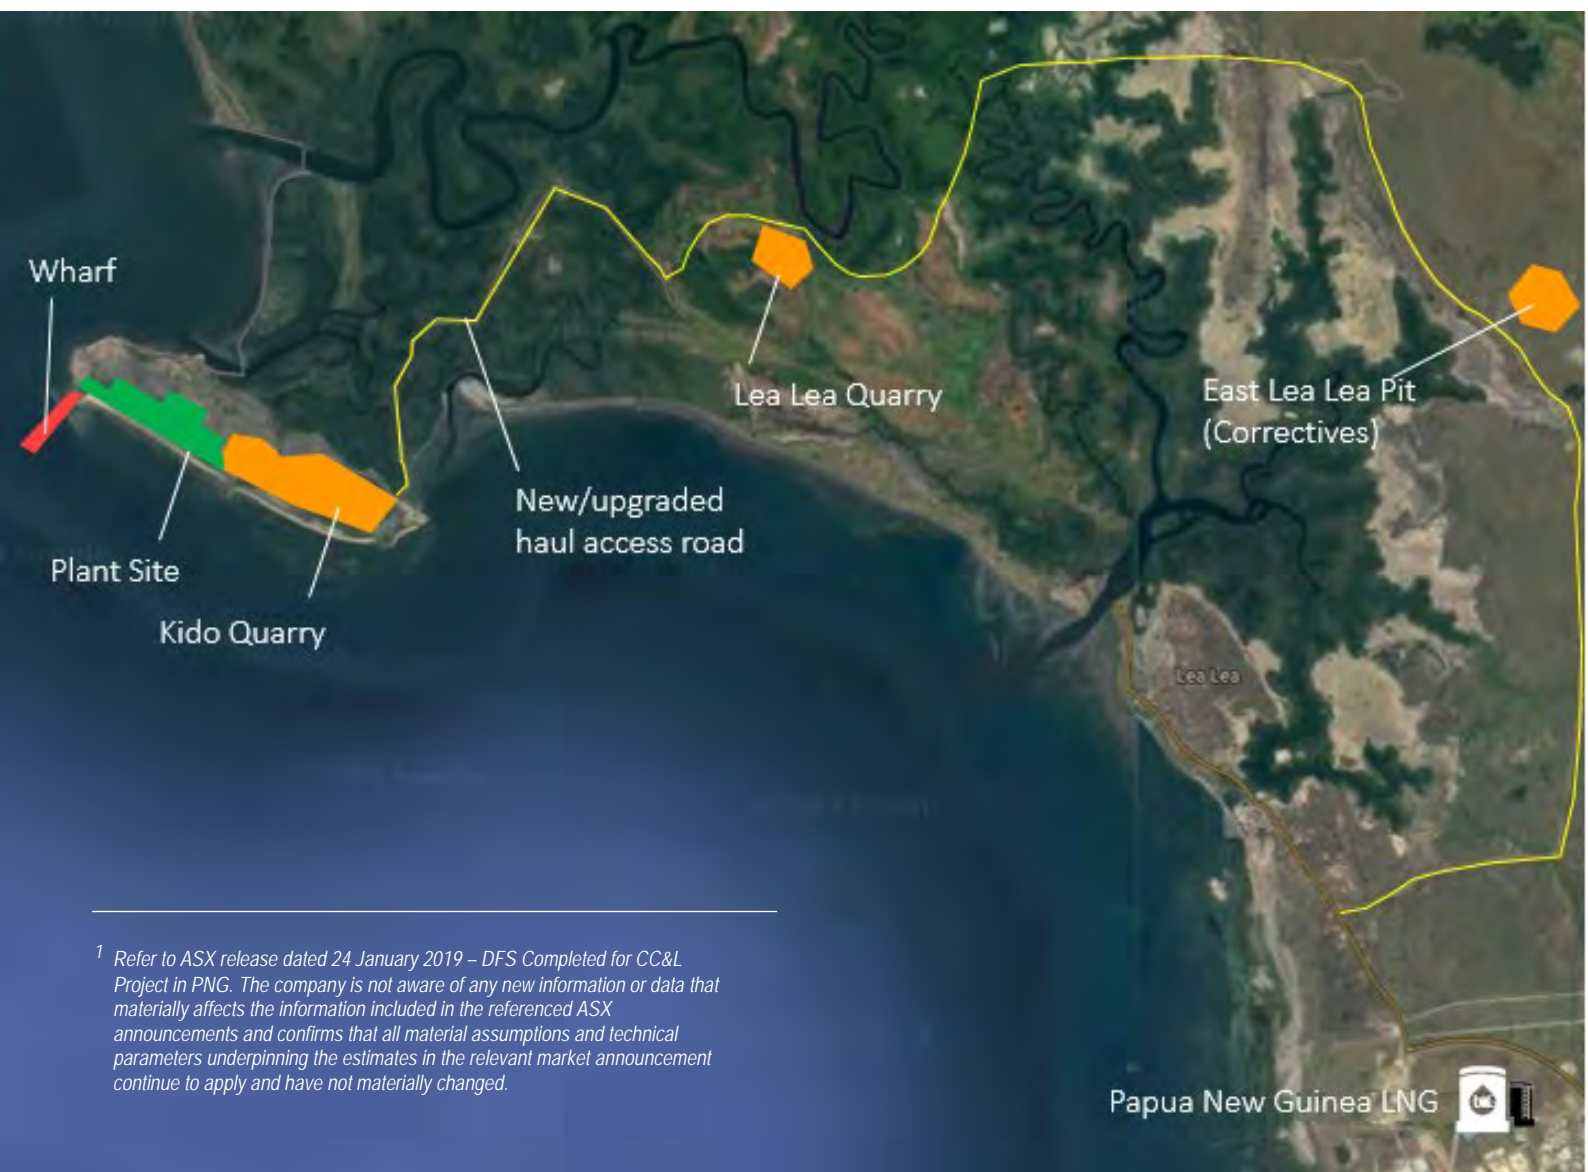 Wharf
Lea Lea Quarry
East Lea Lea Pit
(Correctives)
New/upgraded
haul access road
Plant Site
Kido Quarry
Lea Lea
1 Refer to ASX release dated 24 January 2019 – DFS Completed for CC&L
Project in PNG. The company is not aware of any new information or data that
materially affects the information included in the referenced ASX
announcements and confirms that all material assumptions and technical
parameters underpinning the estimates in the relevant market announcement
continue to apply and have not materially changed.
Papua New Guinea LNG